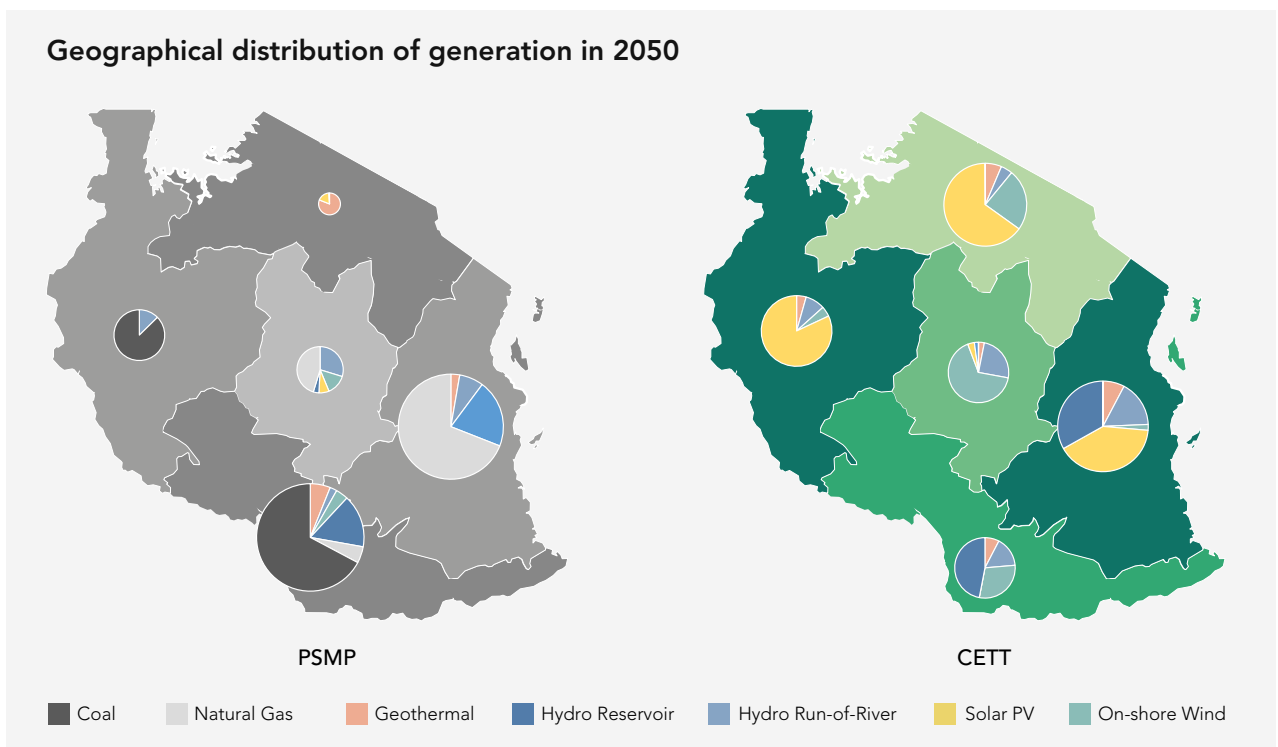 Geographical distribution of generation in 2050
PSMP
CETT
Coal
Natural Gas
Geothermal
Hydro Reservoir
Hydro Run-of-River
Solar PV
On-shore Wind